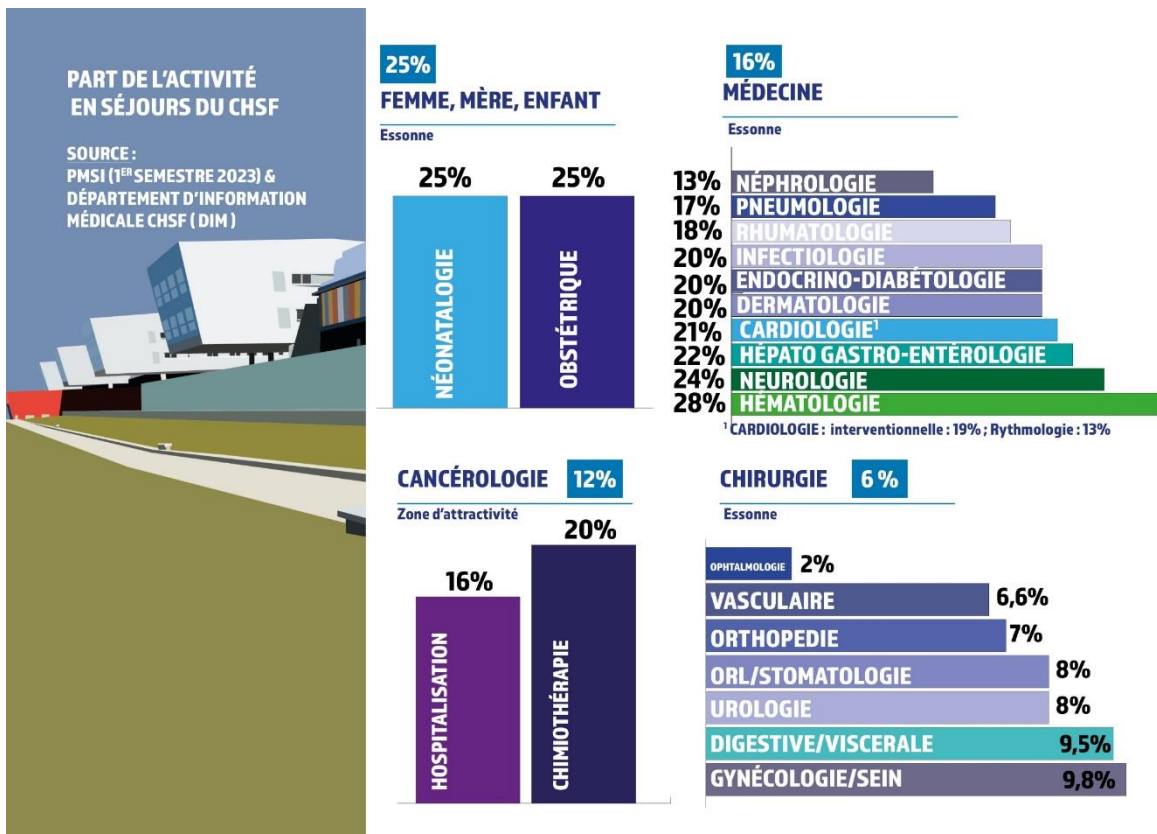 PART DE L'ACTIVITÉ
EN SÉJOURS DU CHSF
SOURCE :
PMSI (1ER SEMESTRE 2023) &
DÉPARTEMENT D'INFORMATION
MÉDICALE CHSF ( DIM )
25%
FEMME, MÈRE, ENFANT
Essonne
25%
25%
NÉONATALOGIE
OBSTÉTRIQUE
16%
MÉDECINE
Essonne
13% NÉPHROLOGIE
17% PNEUMOLOGIE
18% RHUMATOLOGIE
20% INFECTIOLOGIE
20% ENDOCRINO-DIABÉTOLOGIE
20% DERMATOLOGIE
21% CARDIOLOGIE¹
22% HÉPATO GASTRO-ENTÉROLOGIE
24% NEUROLOGIE
28% HÉMATOLOGIE
¹ CARDIOLOGIE : interventionnelle : 19% ; Rythmologie : 13%
CANCÉROLOGIE 12%
Zone d'attractivité
16%
20%
HOSPITALISATION
CHIMIOTHÉRAPIE
CHIRURGIE 6 %
Essonne
OPHTALMOLOGIE 2%
VASCULAIRE 6,6%
ORTHOPEDIE 7%
ORL/STOMATOLOGIE 8%
UROLOGIE 8%
DIGESTIVE/VISCERALE 9,5%
GYNÉCOLOGIE/SEIN 9,8%